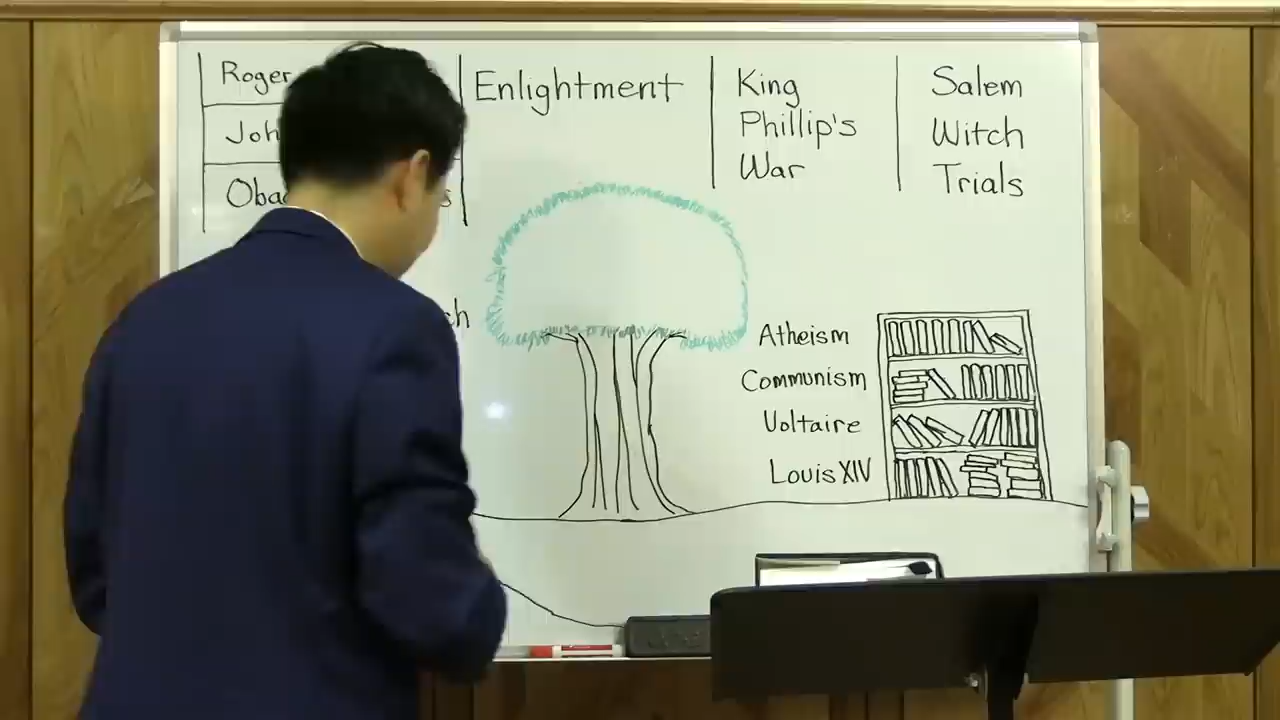 Roger
Enlightment
King
Phillip's
War
Salem
Witch
Trials
Atheism
Communism
Voltaire
Louis XIV